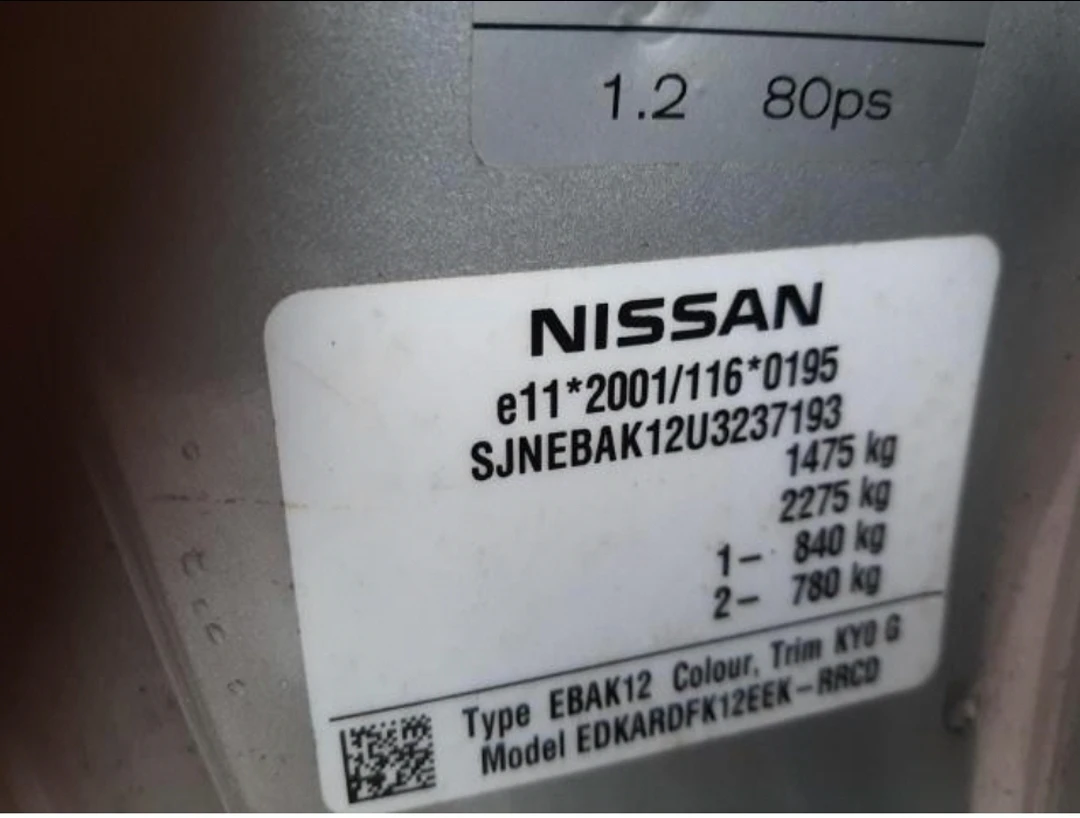 1.2 80ps
NISSAN
e11*2001/116*0195
SJNEBAK12U3237193
1475 kg
2275 kg
1- 840 kg
2- 780 kg
Type EBAK12 Colour, Trim KY0 G
Model EDKARDFK12EEK-RRCD